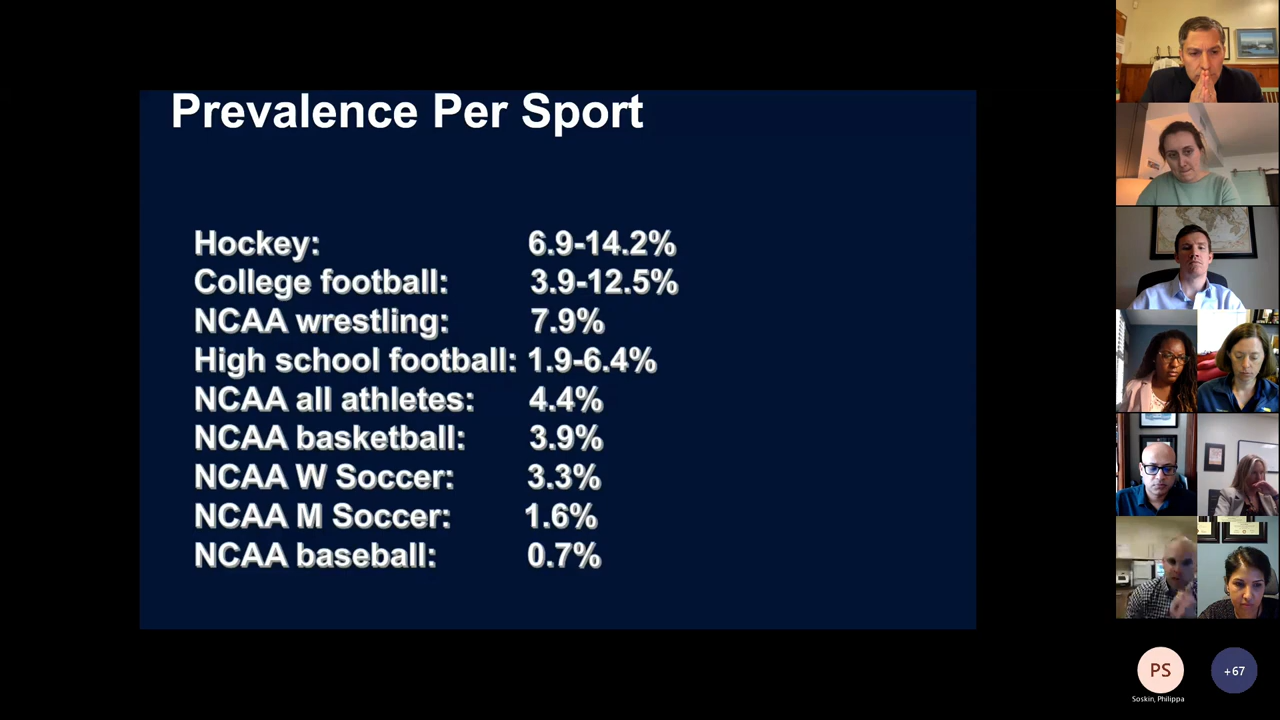 Prevalence Per Sport
Hockey: 6.9-14.2%
College football: 3.9-12.5%
NCAA wrestling: 7.9%
High school football: 1.9-6.4%
NCAA all athletes: 4.4%
NCAA basketball: 3.9%
NCAA W Soccer: 3.3%
NCAA M Soccer: 1.6%
NCAA baseball: 0.7%
PS
+67
Soskin, Philippa